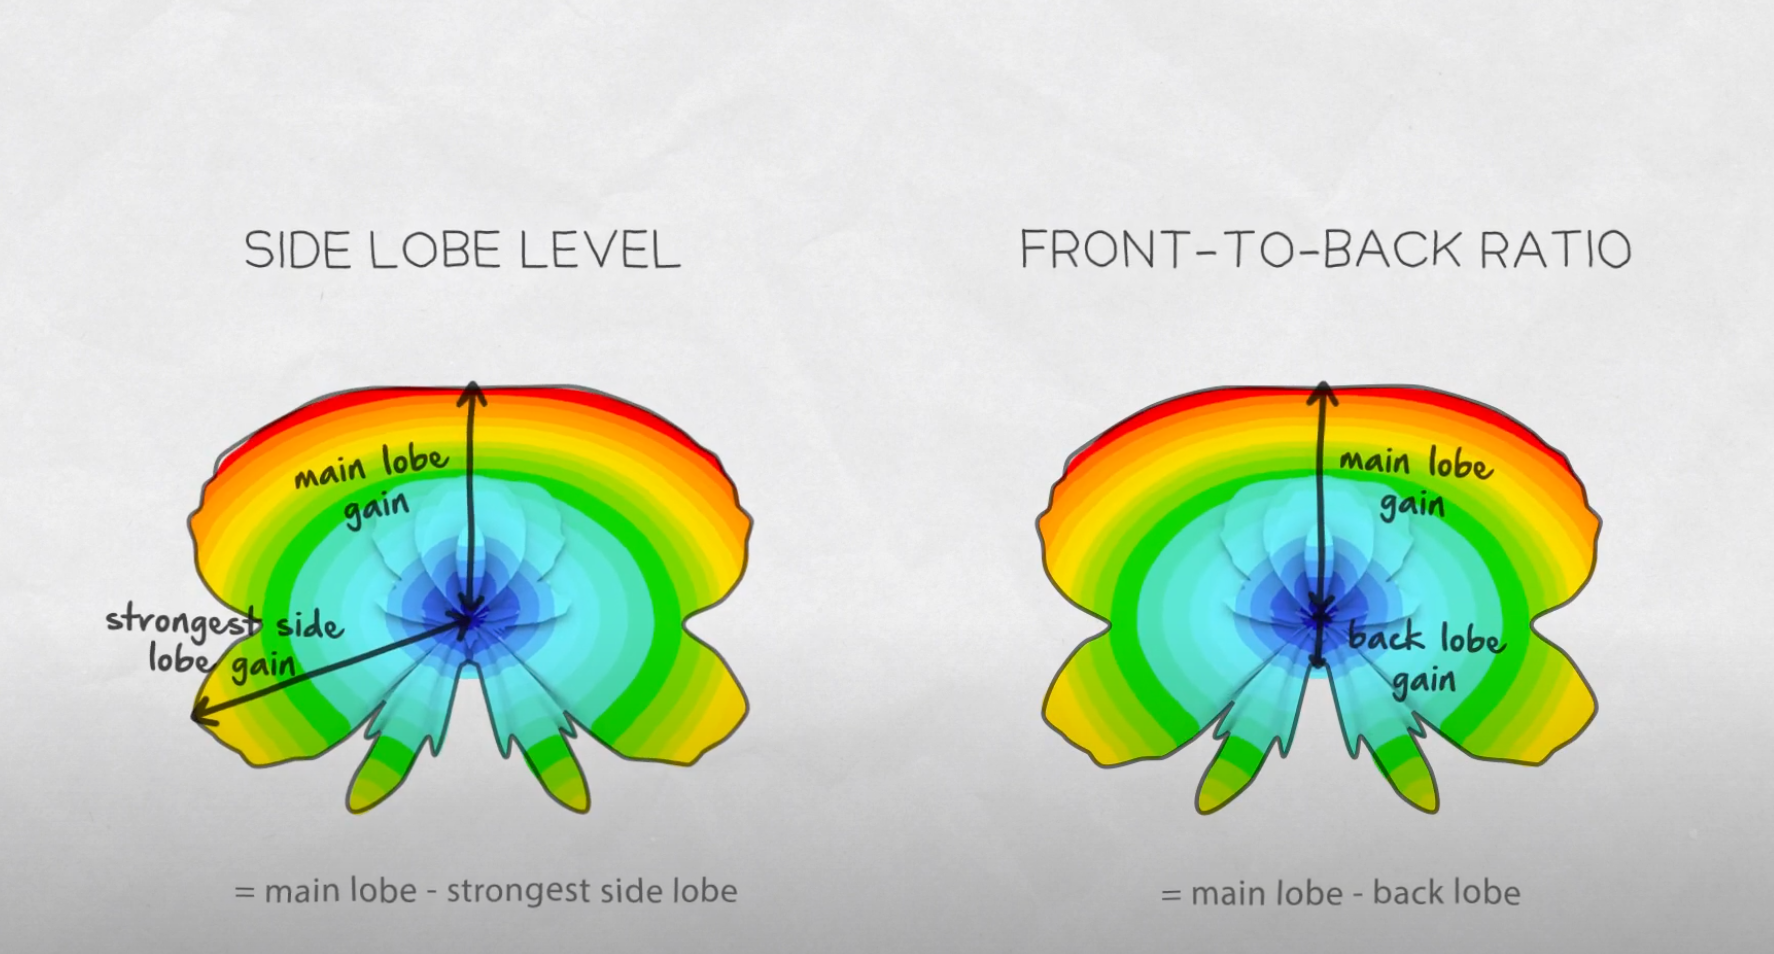 SIDE LOBE LEVEL
main lobe
gain
strongest side
lobe gain
= main lobe - strongest side lobe
FRONT-TO-BACK RATIO
main lobe
gain
back lobe
gain
= main lobe - back lobe